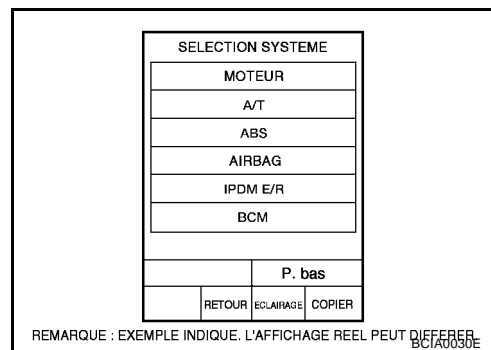 SELECTION SYSTEME
MOTEUR
A/T
ABS
AIRBAG
IPDM E/R
BCM
P. bas
RETOUR ECLAIRAGE COPIER
REMARQUE : EXEMPLE INDIQUE. L'AFFICHAGE REEL PEUT DIFFERER.
BCIA0030E